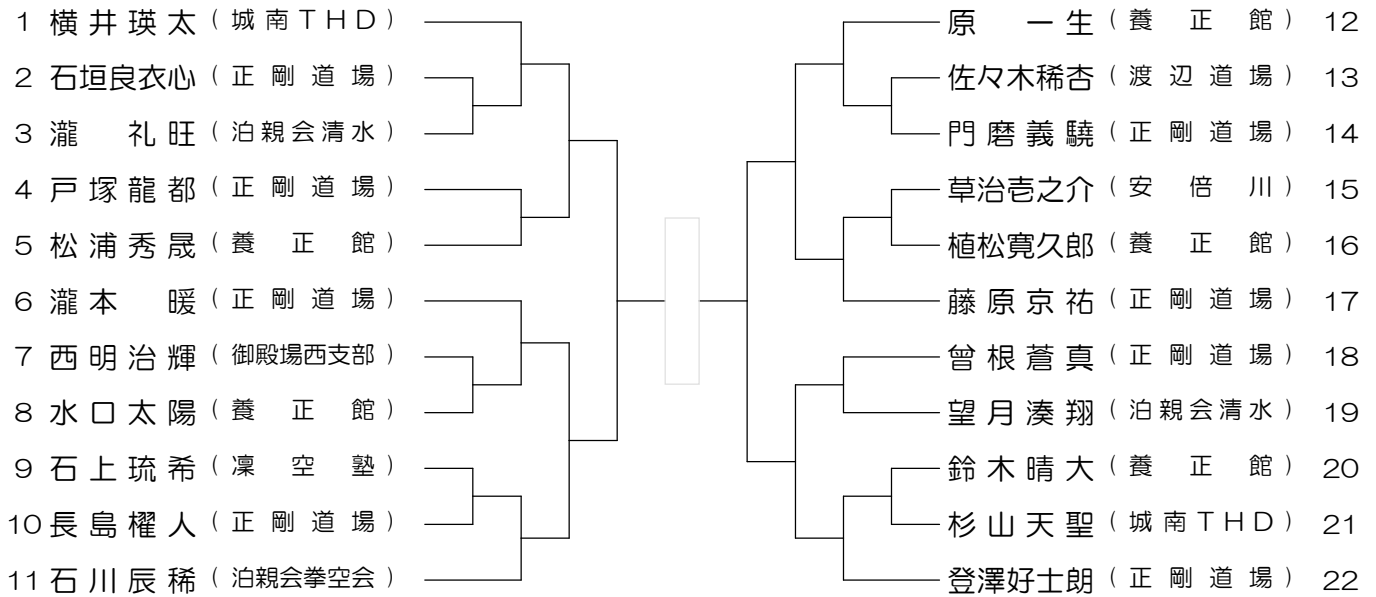 1 横井瑛太 (城南THD)
2 石垣良衣心 (正剛道場)
3 瀧 礼旺 (泊親会清水)
4 戸塚龍都 (正剛道場)
5 松浦秀晟 (養正館)
6 瀧本 暖 (正剛道場)
7 西明治輝 (御殿場西支部)
8 水口太陽 (養正館)
9 石上琉希 (凜空塾)
10 長島櫂人 (正剛道場)
11 石川辰稀 (泊親会拳空会)
原 一生 (養正館) 12
佐々木稀杏 (渡辺道場) 13
門磨義驍 (正剛道場) 14
草治壱之介 (安倍川) 15
植松寛久郎 (養正館) 16
藤原京祐 (正剛道場) 17
曾根蒼真 (正剛道場) 18
望月湊翔 (泊親会清水) 19
鈴木晴大 (養正館) 20
杉山天聖 (城南THD) 21
登澤好士朗 (正剛道場) 22